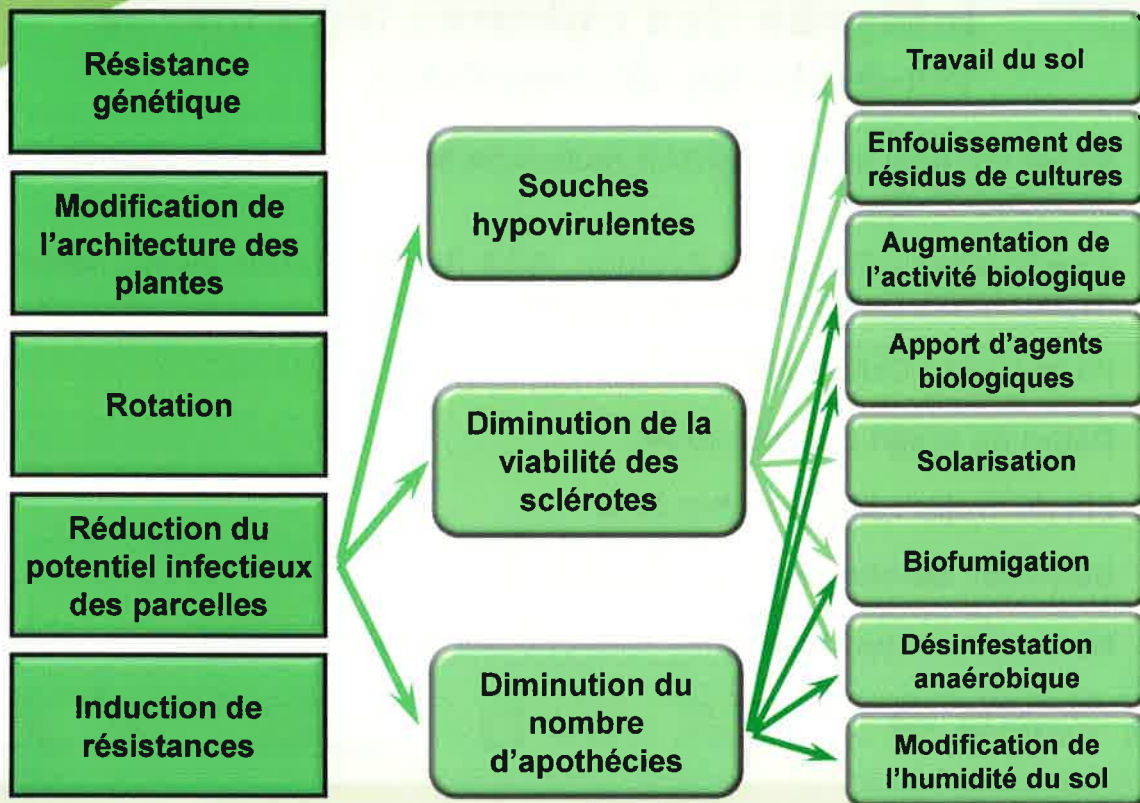 Résistance
génétique
Modification de
l'architecture des
plantes
Rotation
Réduction du
potentiel infectieux
des parcelles
Induction de
résistances
Souches
hypovirulentes
Diminution de la
viabilité des
sclérotes
Diminution du
nombre
d'apothécies
Travail du sol
Enfouissement des
résidus de cultures
Augmentation de
l'activité biologique
Apport d'agents
biologiques
Solarisation
Biofumigation
Désinfestation
anaérobique
Modification de
l'humidité du sol